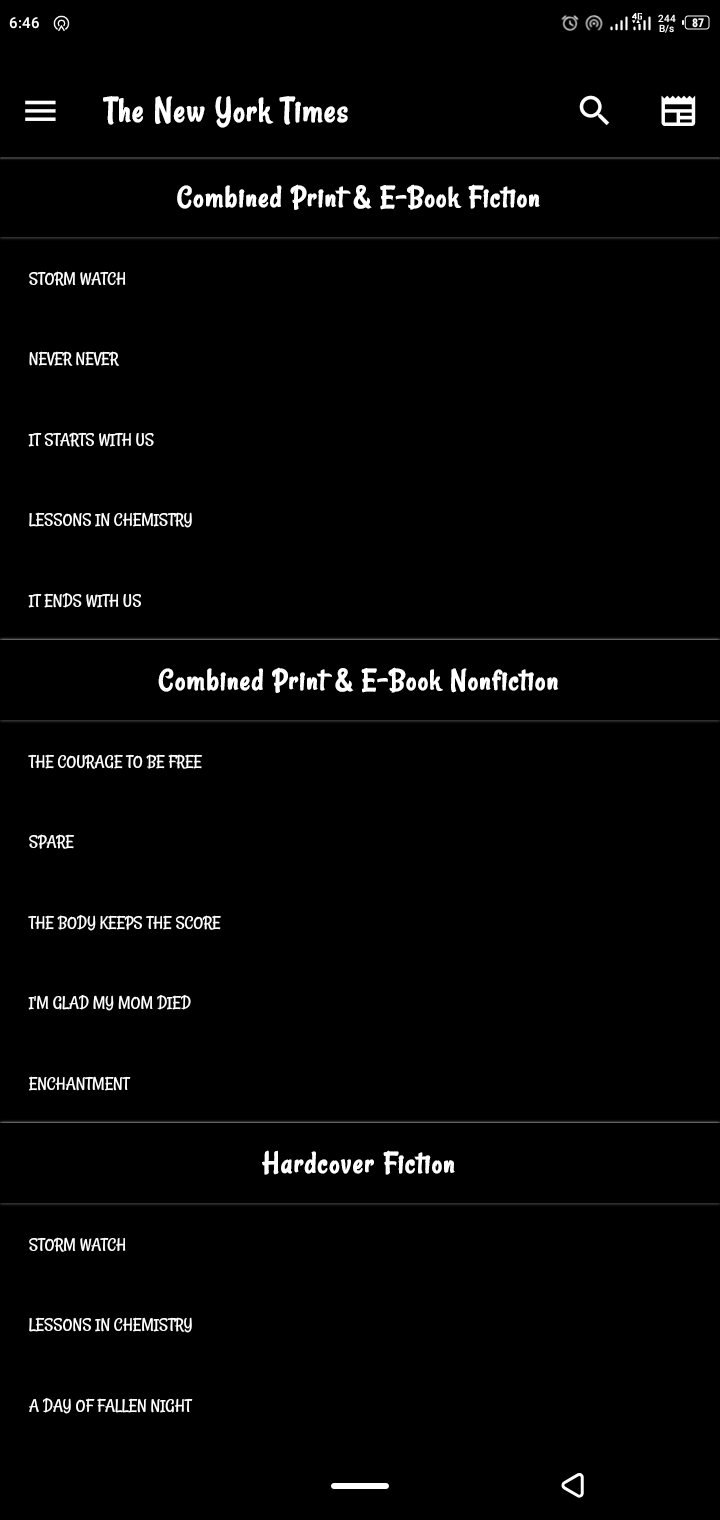 6:46
4G
244
B/s
87
The New York Times
Combined Print & E-Book Fiction
STORM WATCH
NEVER NEVER
IT STARTS WITH US
LESSONS IN CHEMISTRY
IT ENDS WITH US
Combined Print & E-Book Nonfiction
THE COURAGE TO BE FREE
SPARE
THE BODY KEEPS THE SCORE
I'M GLAD MY MOM DIED
ENCHANTMENT
Hardcover Fiction
STORM WATCH
LESSONS IN CHEMISTRY
A DAY OF FALLEN NIGHT